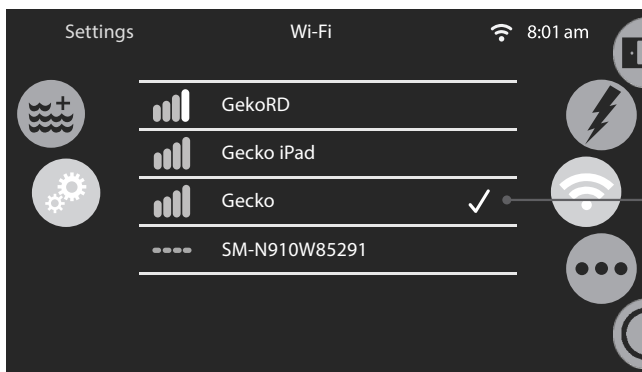 Settings Wi-Fi 8:01 am
GekoRD
Gecko iPad
Gecko
SM-N910W85291